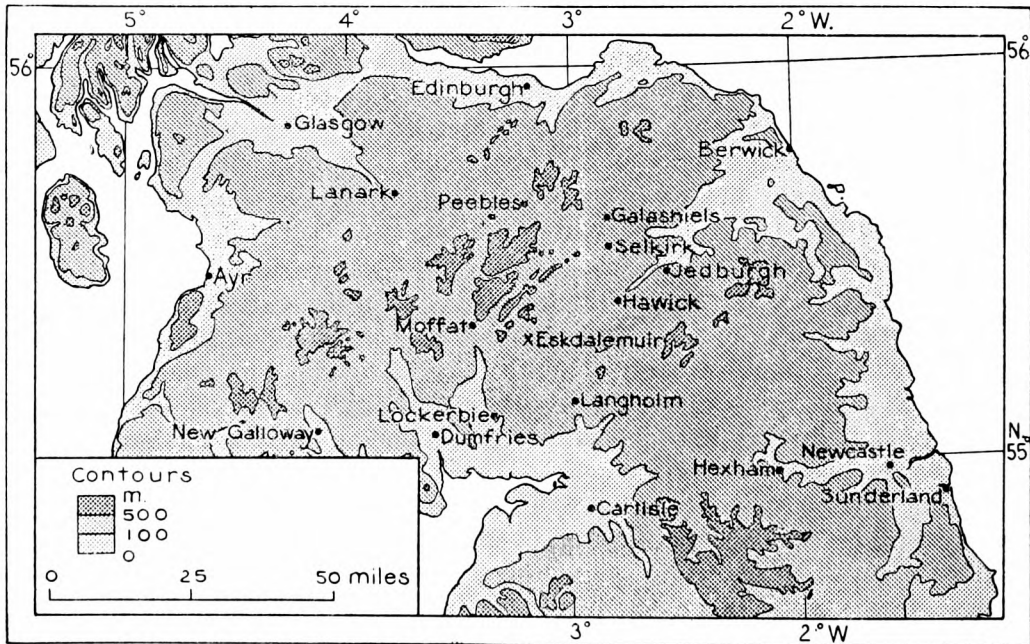 5° 4° 3° 2° W.
56° 56°
Edinburgh
Glasgow
Berwick
Lanark
Peebles
Galashiels
Selkirk
Jedburgh
Ayr
Hawick
Moffat
Eskdalemuir
Langholm
Lockerbie
New Galloway
Dumfries
N.
55
Newcastle
Hexham
Sunderland
Carlisle
Contours
m.
500
100
0
0 25 50 miles
3° 2° W